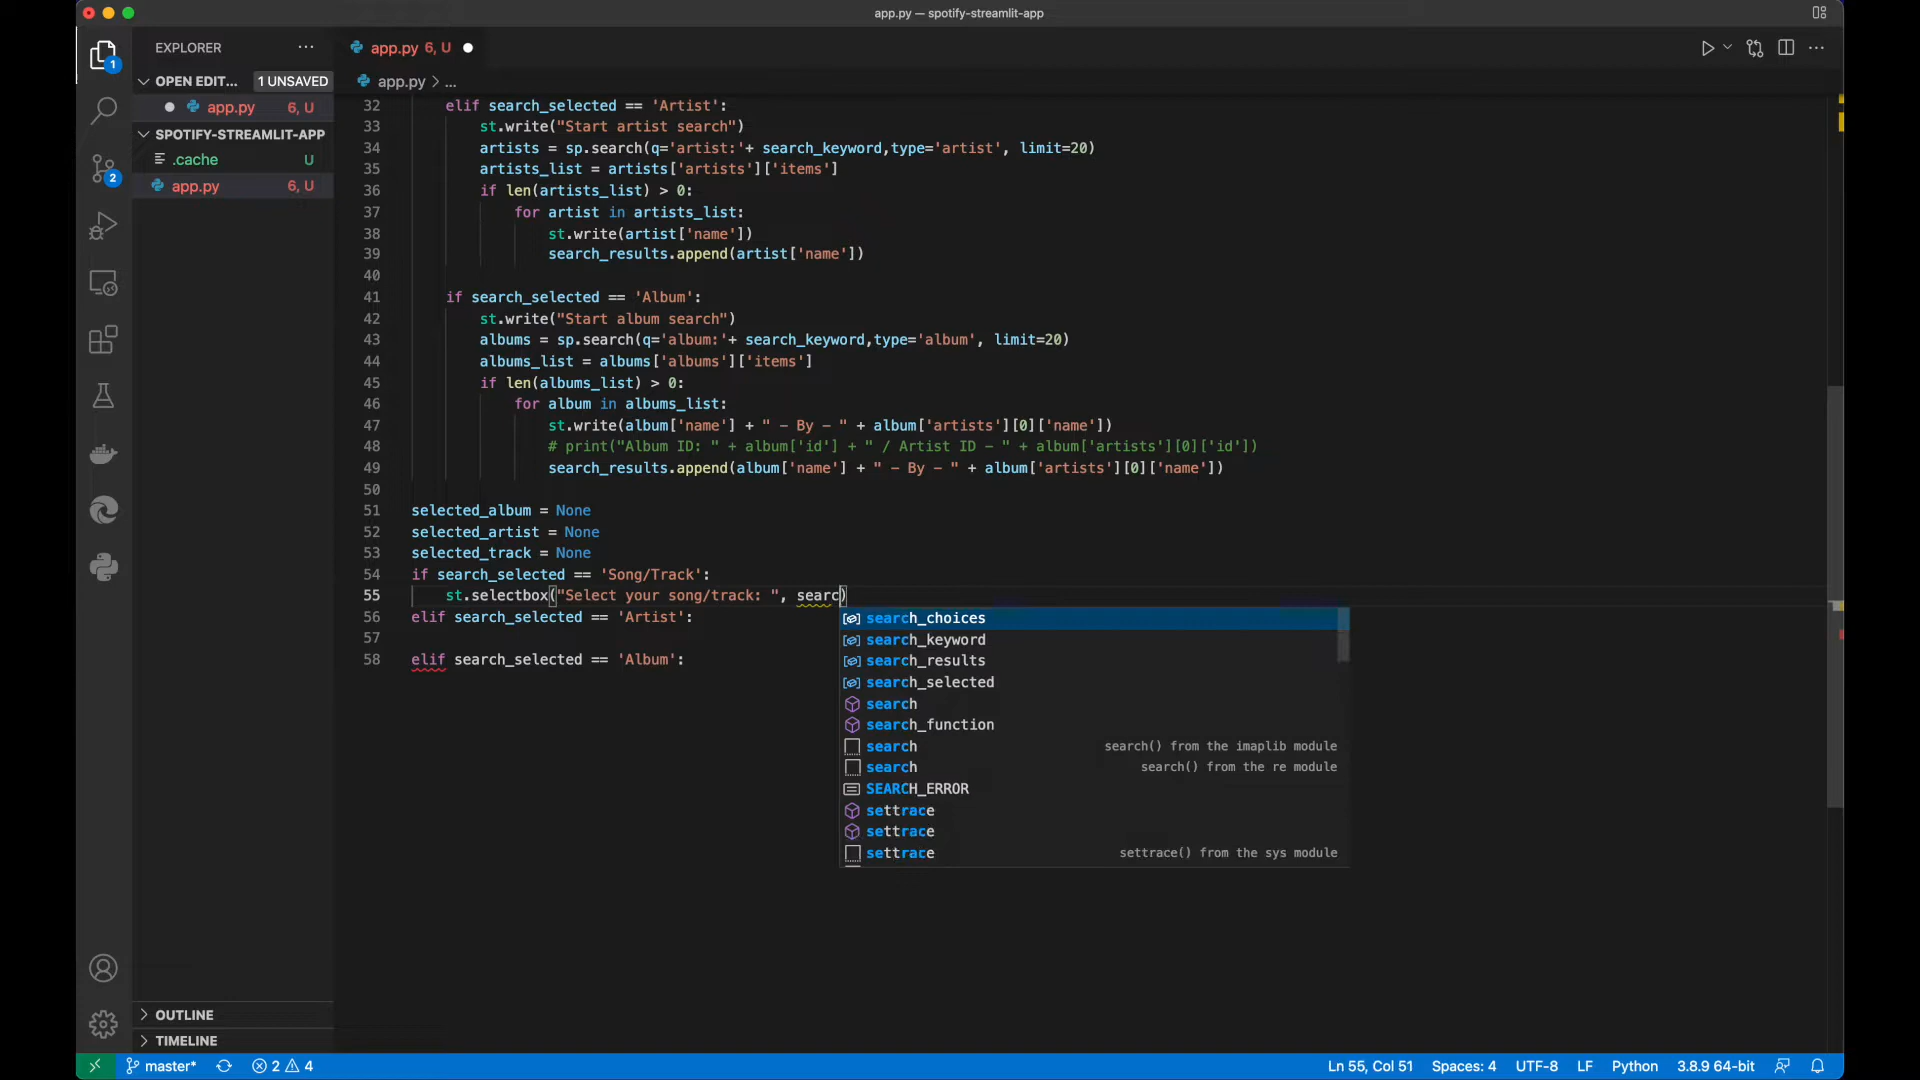 app.py — spotify-streamlit-app
EXPLORER
app.py 6, U
OPEN EDIT... 1 UNSAVED
app.py > ...
app.py 6, U
SPOTIFY-STREAMLIT-APP
.cache U
app.py 6, U
1
2
32 elif search_selected == 'Artist':
33 st.write("Start artist search")
34 artists = sp.search(q='artist:'+ search_keyword,type='artist', limit=20)
35 artists_list = artists['artists']['items']
36 if len(artists_list) > 0:
37 for artist in artists_list:
38 st.write(artist['name'])
39 search_results.append(artist['name'])
40
41 if search_selected == 'Album':
42 st.write("Start album search")
43 albums = sp.search(q='album:'+ search_keyword,type='album', limit=20)
44 albums_list = albums['albums']['items']
45 if len(albums_list) > 0:
46 for album in albums_list:
47 st.write(album['name'] + " - By - " + album['artists'][0]['name'])
48 # print("Album ID: " + album['id'] + " / Artist ID - " + album['artists'][0]['id'])
49 search_results.append(album['name'] + " - By - " + album['artists'][0]['name'])
50
51 selected_album = None
52 selected_artist = None
53 selected_track = None
54 if search_selected == 'Song/Track':
55 st.selectbox("Select your song/track: ", searc)
56 elif search_selected == 'Artist':
57
58 elif search_selected == 'Album':
search_choices
search_keyword
search_results
search_selected
search
search_function
search search() from the imaplib module
search search() from the re module
SEARCH_ERROR
settrace
settrace
settrace settrace() from the sys module
OUTLINE
TIMELINE
master* 2 4 Ln 55, Col 51 Spaces: 4 UTF-8 LF Python 3.8.9 64-bit